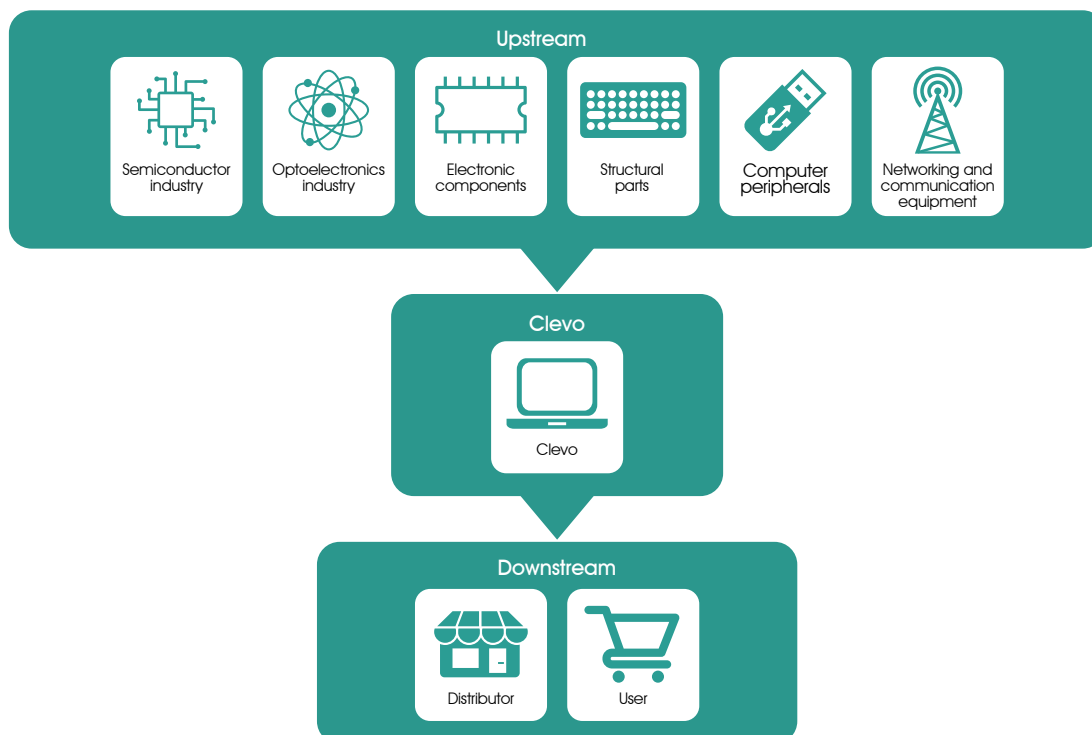 Upstream
Semiconductor
industry
Optoelectronics
industry
Electronic
components
Structural
parts
Computer
peripherals
Networking and
communication
equipment
Clevo
Clevo
Downstream
Distributor
User